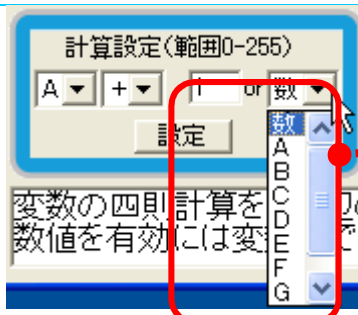 計算設定(範囲0-255)
A + 1 or 数
設定
数
A
B
C
D
E
F
G
変数の四則計算を
数値を有効には変